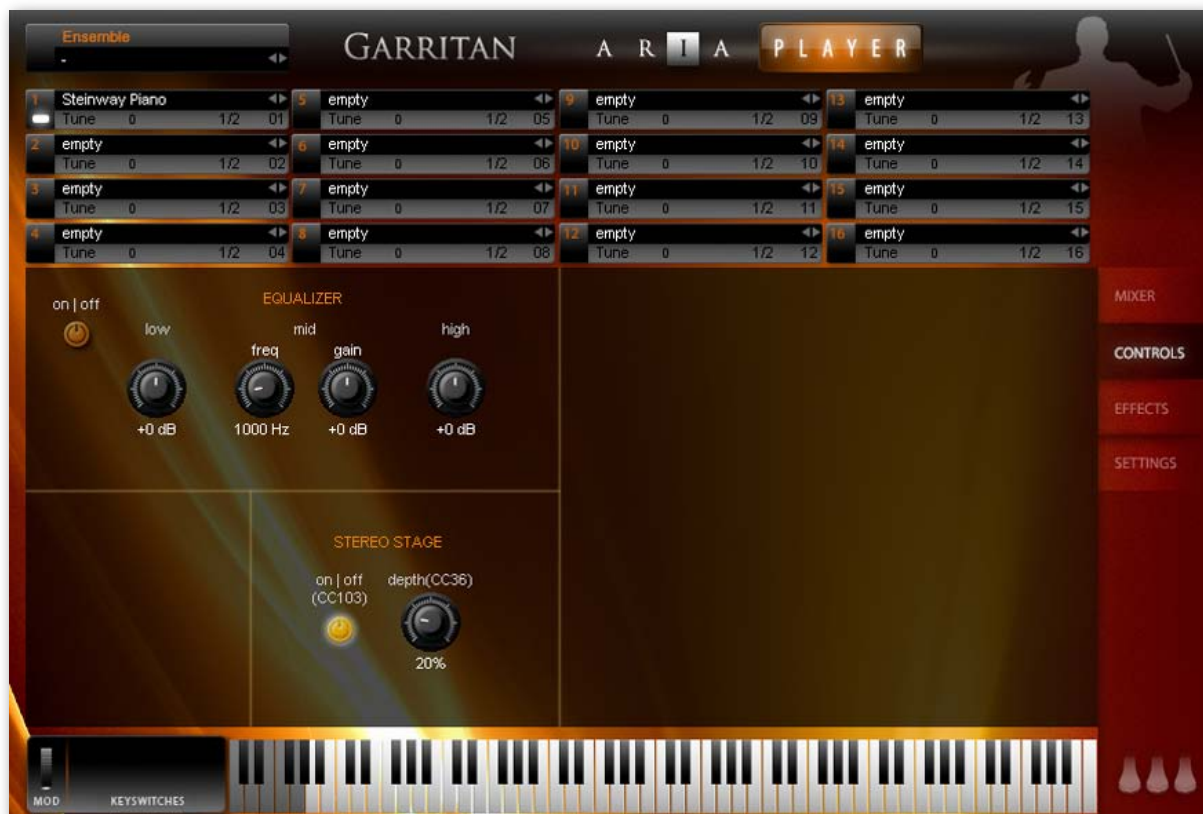 Ensemble
-
GARRITAN ARIA PLAYER
1 Steinway Piano 5 empty 9 empty 13 empty
Tune 0 1/2 01 Tune 0 1/2 05 Tune 0 1/2 09 Tune 0 1/2 13
2 empty 6 empty 10 empty 14 empty
Tune 0 1/2 02 Tune 0 1/2 06 Tune 0 1/2 10 Tune 0 1/2 14
3 empty 7 empty 11 empty 15 empty
Tune 0 1/2 03 Tune 0 1/2 07 Tune 0 1/2 11 Tune 0 1/2 15
4 empty 8 empty 12 empty 16 empty
Tune 0 1/2 04 Tune 0 1/2 08 Tune 0 1/2 12 Tune 0 1/2 16
on | off EQUALIZER
low mid high
freq gain
+0 dB 1000 Hz +0 dB +0 dB
STEREO STAGE
on | off depth(CC36)
(CC103)
20%
MIXER
CONTROLS
EFFECTS
SETTINGS
MOD KEYSWITCHES